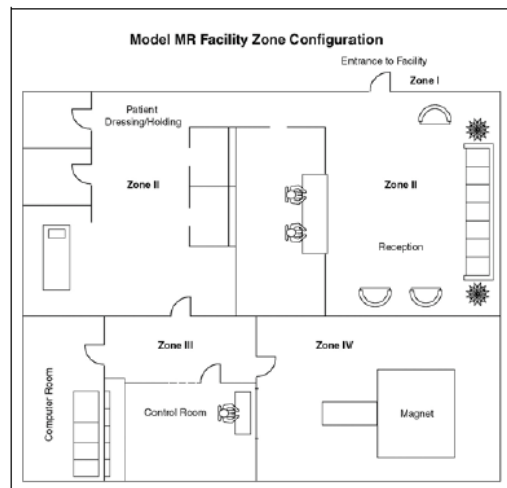 Model MR Facility Zone Configuration
Entrance to Facility
Zone I
Patient
Dressing/Holding
Zone II
Zone II
Reception
Zone III
Zone IV
Computer Room
Control Room
Magnet